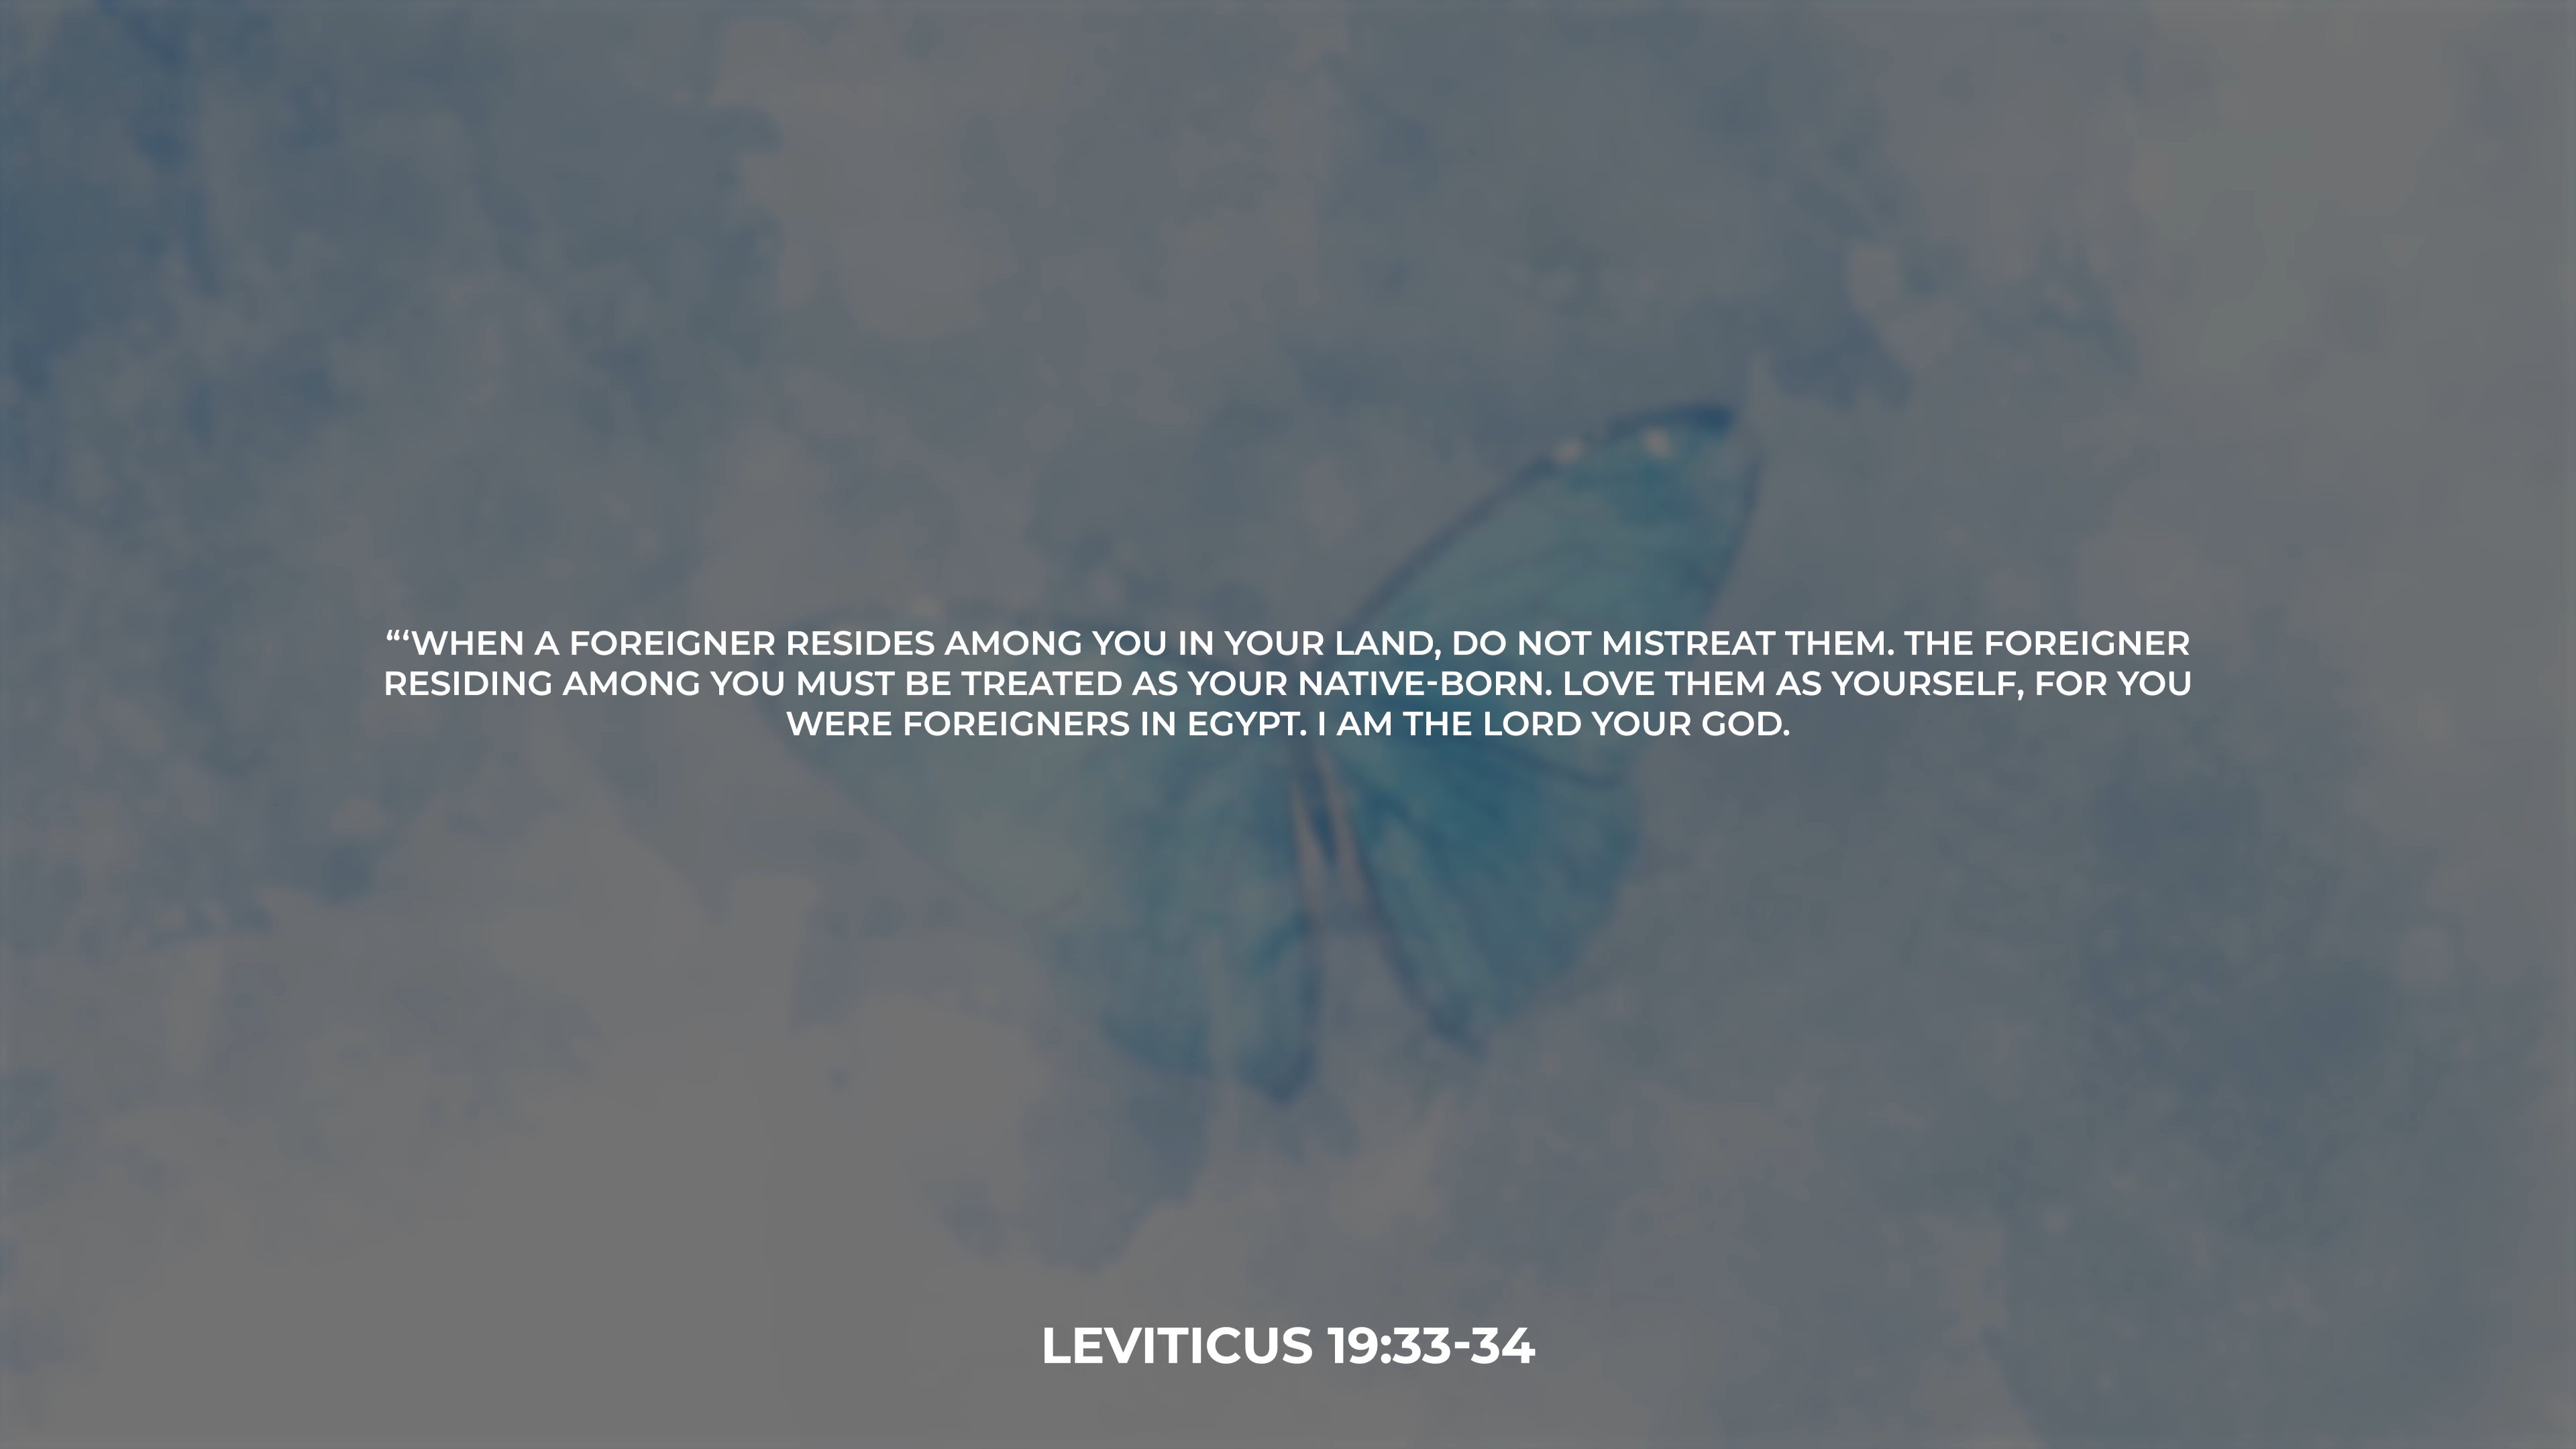 “‘WHEN A FOREIGNER RESIDES AMONG YOU IN YOUR LAND, DO NOT MISTREAT THEM. THE FOREIGNER
RESIDING AMONG YOU MUST BE TREATED AS YOUR NATIVE-BORN. LOVE THEM AS YOURSELF, FOR YOU
WERE FOREIGNERS IN EGYPT. I AM THE LORD YOUR GOD.
LEVITICUS 19:33-34